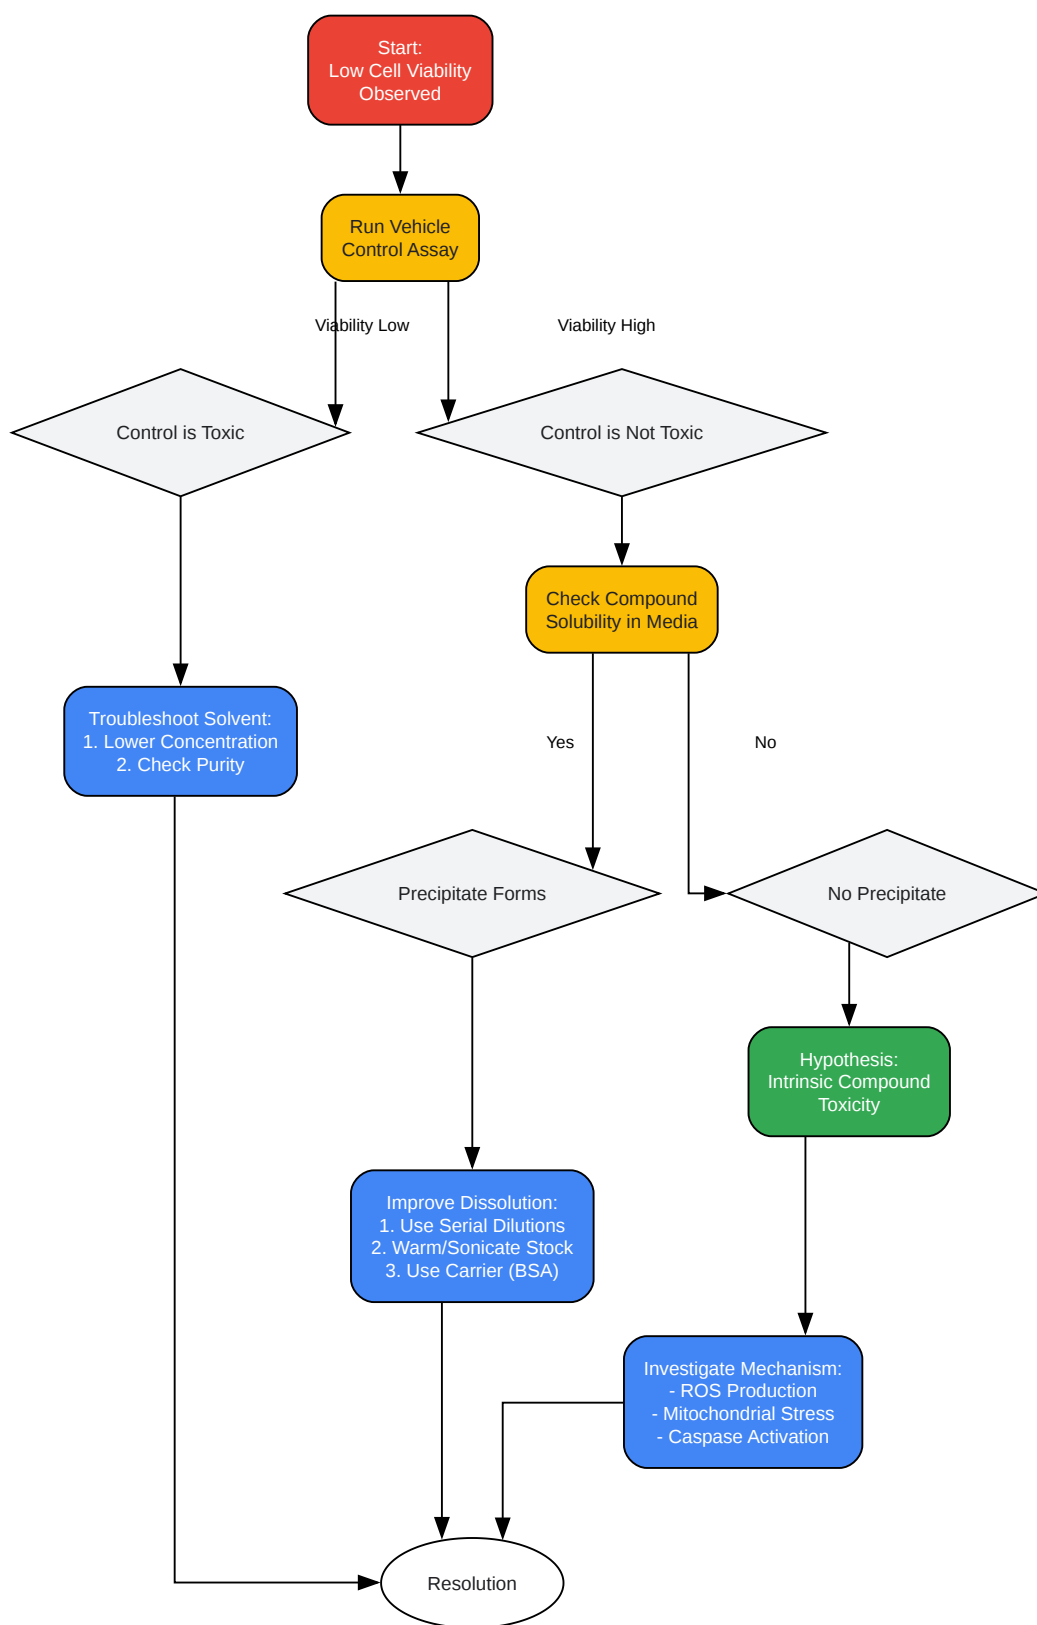 Start:
Low Cell Viability
Observed
Run Vehicle
Control Assay
Viability Low
Viability High
Control is Toxic
Control is Not Toxic
Check Compound
Solubility in Media
Troubleshoot Solvent:
1. Lower Concentration
2. Check Purity
Yes
No
Precipitate Forms
No Precipitate
Hypothesis:
Intrinsic Compound
Toxicity
Improve Dissolution:
1. Use Serial Dilutions
2. Warm/Sonicate Stock
3. Use Carrier (BSA)
Investigate Mechanism:
- ROS Production
- Mitochondrial Stress
- Caspase Activation
Resolution